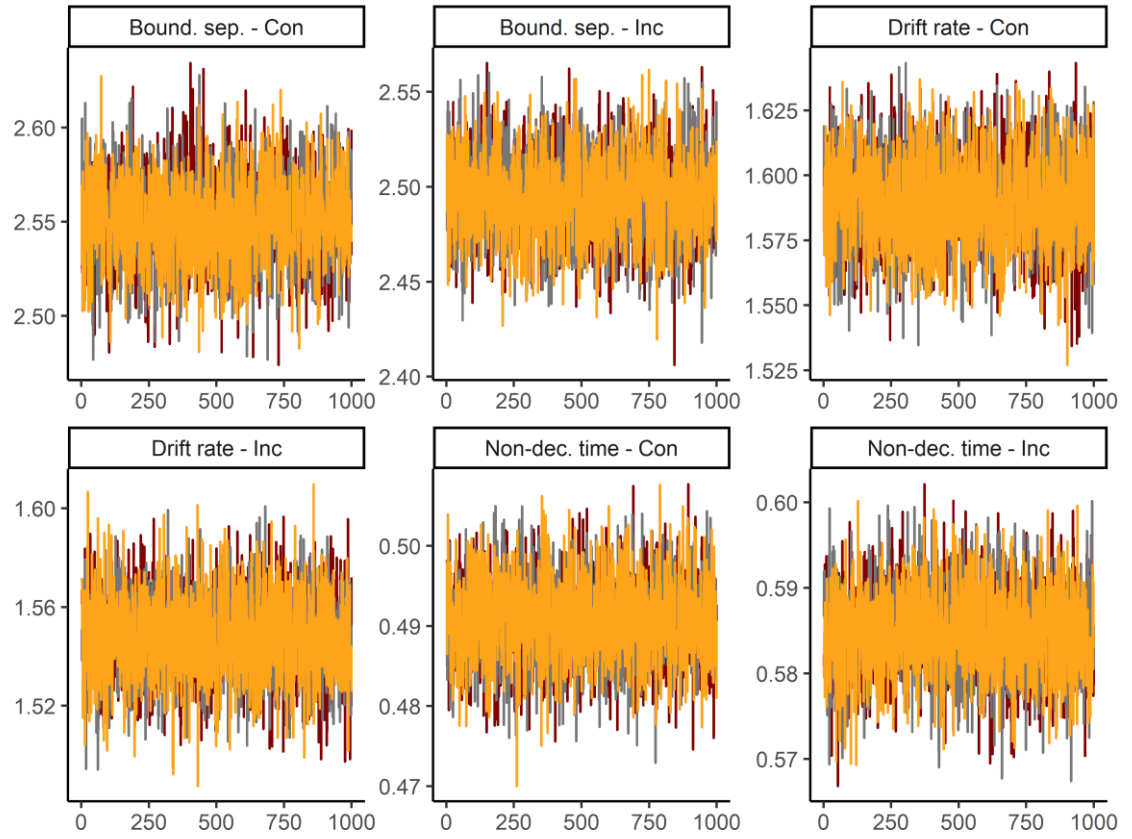 Bound. sep. - Con
Bound. sep. - Inc
Drift rate - Con
2.60
2.55
2.50
0 250 500 750 1000
2.55
2.50
2.45
2.40
0 250 500 750 1000
1.625
1.600
1.575
1.550
1.525
0 250 500 750 1000
Drift rate - Inc
Non-dec. time - Con
Non-dec. time - Inc
1.60
1.56
1.52
0 250 500 750 1000
0.50
0.49
0.48
0.47
0 250 500 750 1000
0.60
0.59
0.58
0.57
0 250 500 750 1000